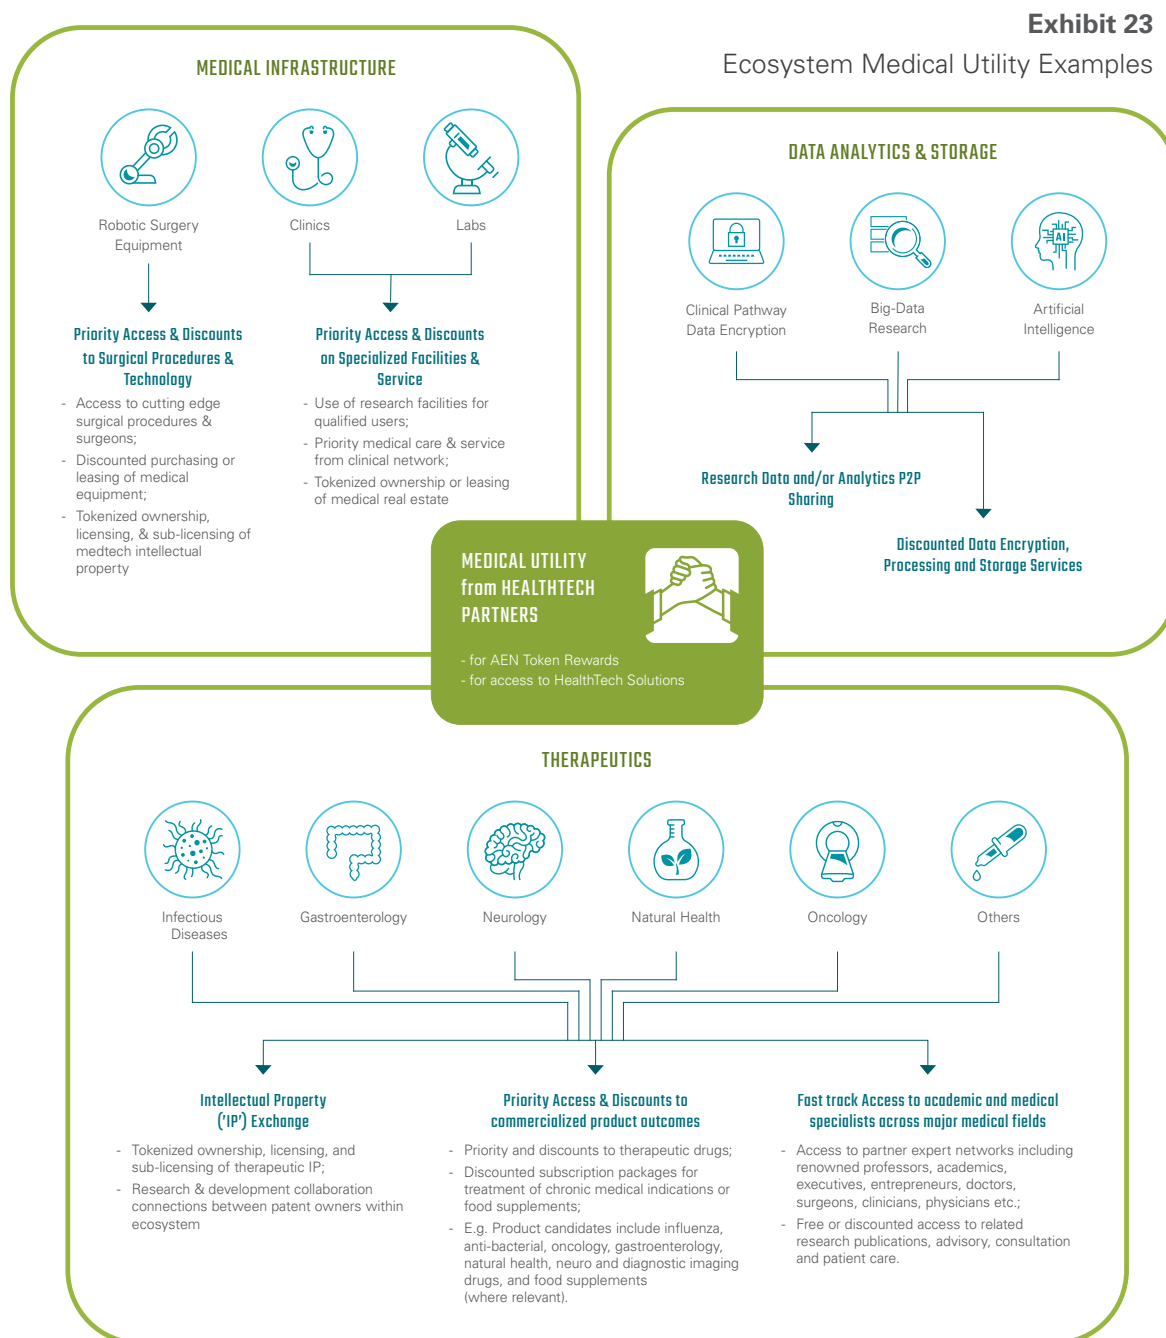 Exhibit 23
Ecosystem Medical Utility Examples
MEDICAL INFRASTRUCTURE
Robotic Surgery
Equipment
Clinics
Labs
Priority Access & Discounts
to Surgical Procedures &
Technology
- Access to cutting edge
surgical procedures &
surgeons;
- Discounted purchasing or
leasing of medical
equipment;
- Tokenized ownership,
licensing, & sub-licensing of
medtech intellectual
property
Priority Access & Discounts
on Specialized Facilities &
Service
- Use of research facilities for
qualified users;
- Priority medical care & service
from clinical network;
- Tokenized ownership or leasing
of medical real estate
DATA ANALYTICS & STORAGE
AI
Clinical Pathway
Data Encryption
Big-Data
Research
Artificial
Intelligence
Research Data and/or Analytics P2P
Sharing
Discounted Data Encryption,
Processing and Storage Services
MEDICAL UTILITY
from HEALTHTECH
PARTNERS
- for AEN Token Rewards
- for access to HealthTech Solutions
THERAPEUTICS
Infectious
Diseases
Gastroenterology
Neurology
Natural Health
Oncology
Others
Intellectual Property
('IP') Exchange
- Tokenized ownership, licensing, and
sub-licensing of therapeutic IP;
- Research & development collaboration
connections between patent owners within
ecosystem
Priority Access & Discounts to
commercialized product outcomes
- Priority and discounts to therapeutic drugs;
- Discounted subscription packages for
treatment of chronic medical indications or
food supplements;
- E.g. Product candidates include influenza,
anti-bacterial, oncology, gastroenterology,
natural health, neuro and diagnostic imaging
drugs, and food supplements
(where relevant).
Fast track Access to academic and medical
specialists across major medical fields
- Access to partner expert networks including
renowned professors, academics,
executives, entrepreneurs, doctors,
surgeons, clinicians, physicians etc.;
- Free or discounted access to related
research publications, advisory, consultation
and patient care.